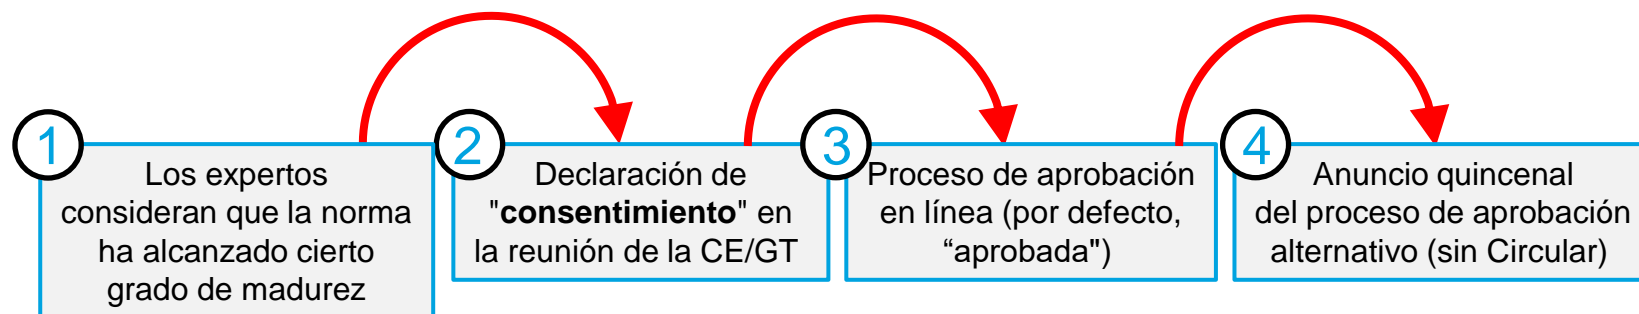 1
Los expertos
consideran que la norma
ha alcanzado cierto
grado de madurez
2
Declaración de
"consentimiento" en
la reunión de la CE/GT
3
Proceso de aprobación
en línea (por defecto,
“aprobada")
4
Anuncio quincenal
del proceso de aprobación
alternativo (sin Circular)